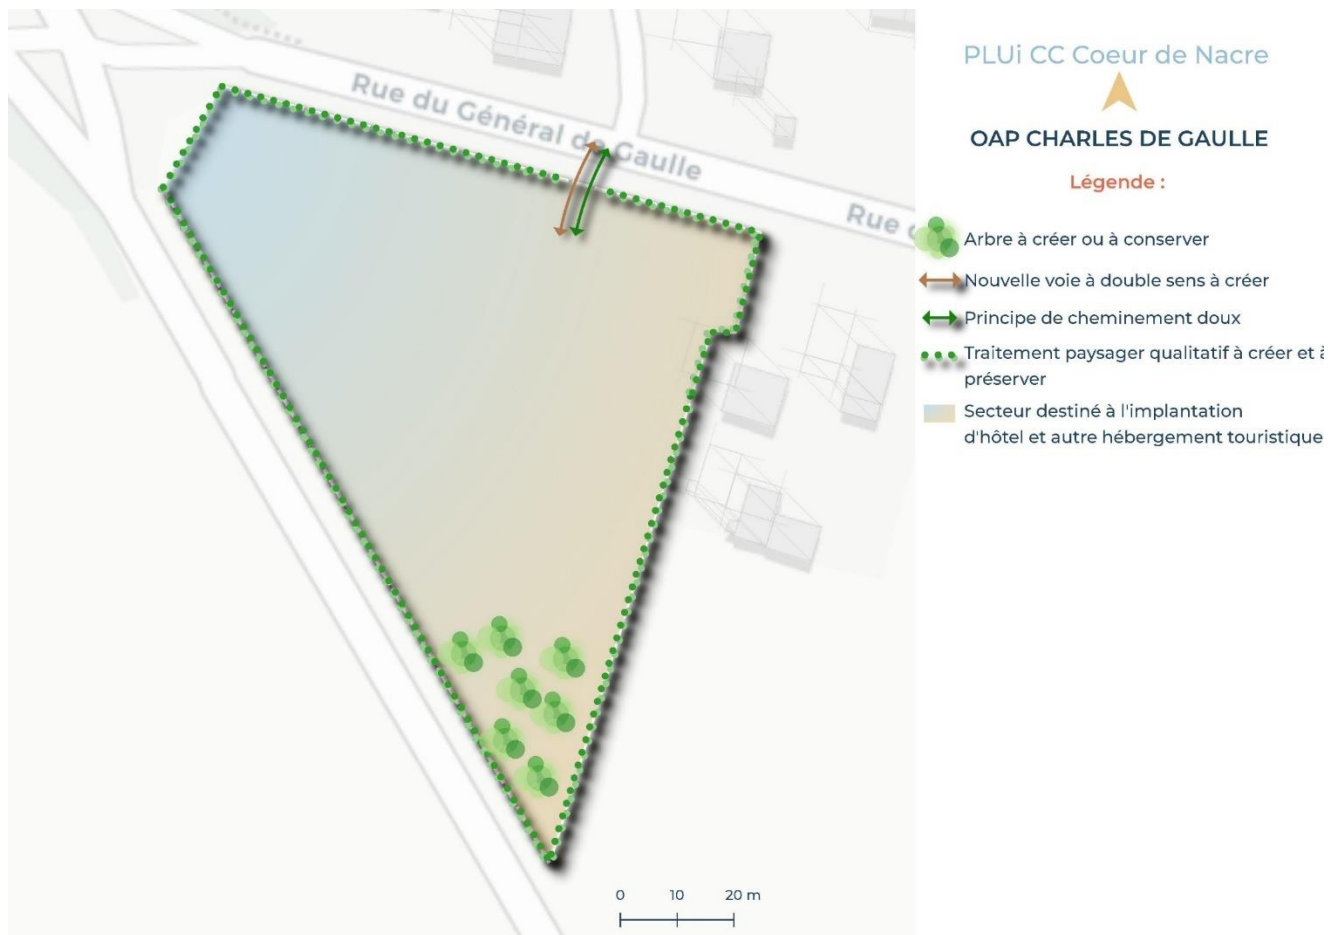 PLUi CC Coeur de Nacre
OAP CHARLES DE GAULLE
Légende :
Arbre à créer ou à conserver
Nouvelle voie à double sens à créer
Principe de cheminement doux
Traitement paysager qualitatif à créer et à
préserver
Secteur destiné à l'implantation
d'hôtel et autre hébergement touristique
Rue du Général de Gaulle
Rue
0 10 20 m